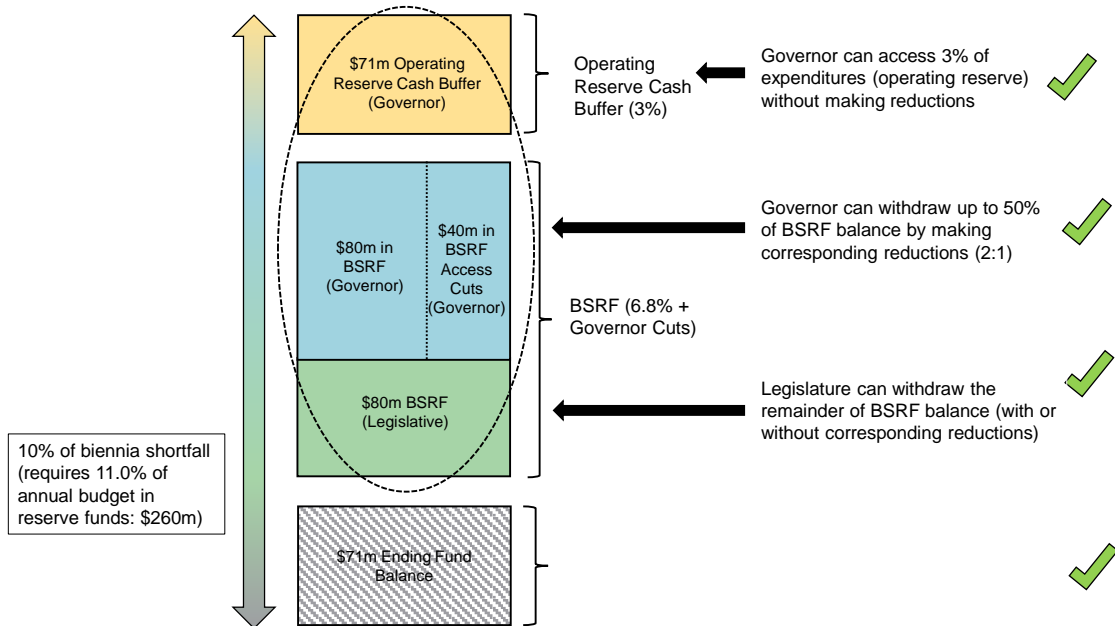 $71m Operating
Reserve Cash Buffer
(Governor)
Operating
Reserve Cash
Buffer (3%)
Governor can access 3% of
expenditures (operating reserve)
without making reductions
$80m in
BSRF
(Governor)
$40m in
BSRF
Access
Cuts
(Governor)
Governor can withdraw up to 50%
of BSRF balance by making
corresponding reductions (2:1)
BSRF (6.8% +
Governor Cuts)
$80m BSRF
(Legislative)
Legislature can withdraw the
remainder of BSRF balance (with or
without corresponding reductions)
10% of biennia shortfall
(requires 11.0% of
annual budget in
reserve funds: $260m)
$71m Ending Fund
Balance